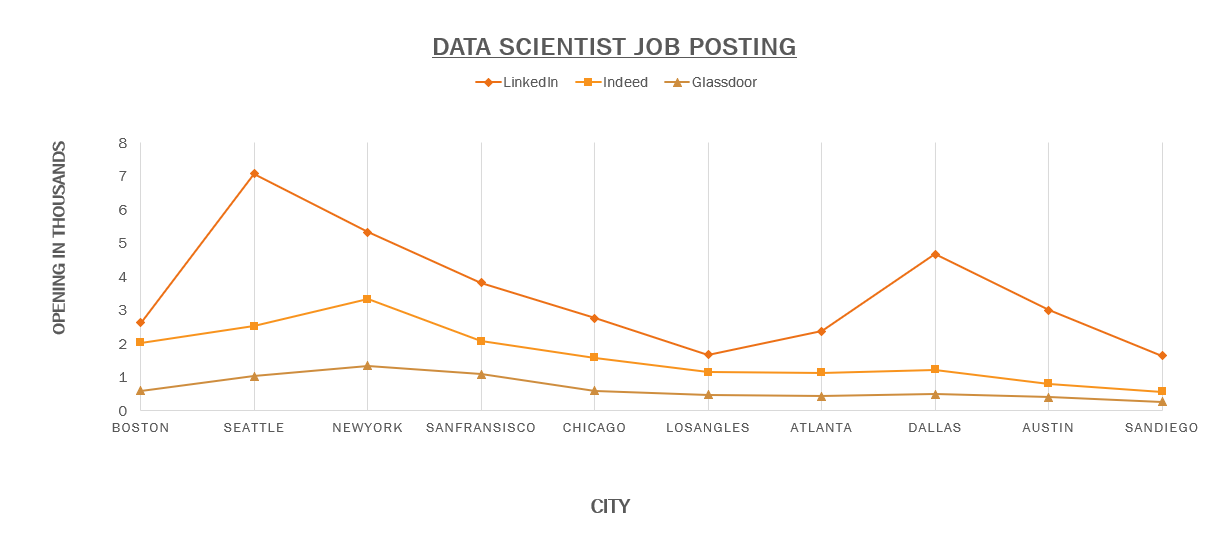 DATA SCIENTIST JOB POSTING
LinkedIn Indeed Glassdoor
OPENING IN THOUSANDS
8
7
6
5
4
3
2
1
0
BOSTON SEATTLE NEWYORK SANFRANSISCO CHICAGO LOSANGLES ATLANTA DALLAS AUSTIN SANDIEGO
CITY